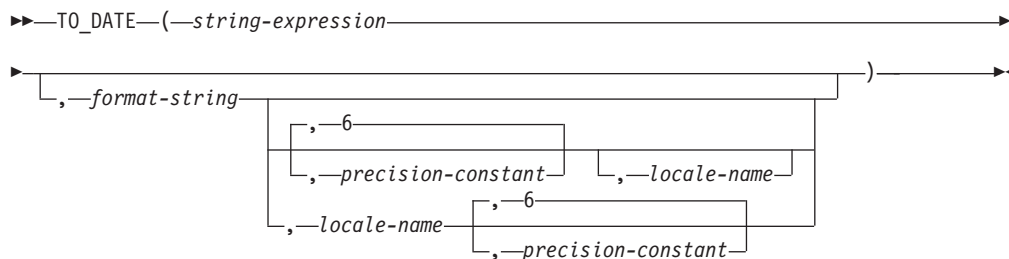 TO_DATE ( string-expression
)
, format-string
, 6
, precision-constant , locale-name
, 6
, locale-name
, precision-constant